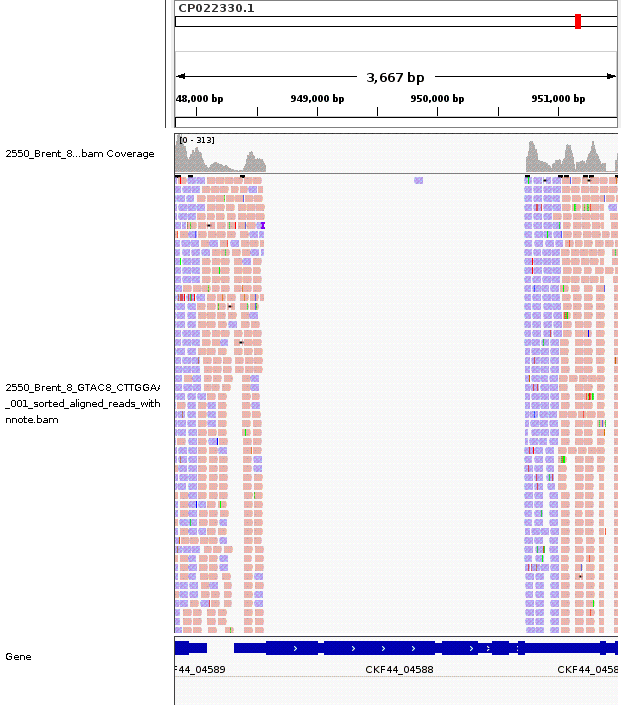 CP022330.1
3,667 bp
48,000 bp 949,000 bp 950,000 bp 951,000 bp
[0 - 313]
2550_Brent_8...bam Coverage
2550_Brent_8_GTAC8_CTTGGA
_001_sorted_aligned_reads_with
nnote.bam
Gene
F44_04589 CKF44_04588 CKF44_0458